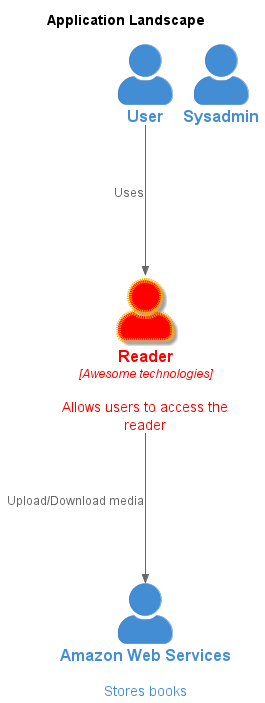 Application Landscape
User Sysadmin
Uses
Reader
[Awesome technologies]
Allows users to access the
reader
Upload/Download media
Amazon Web Services
Stores books